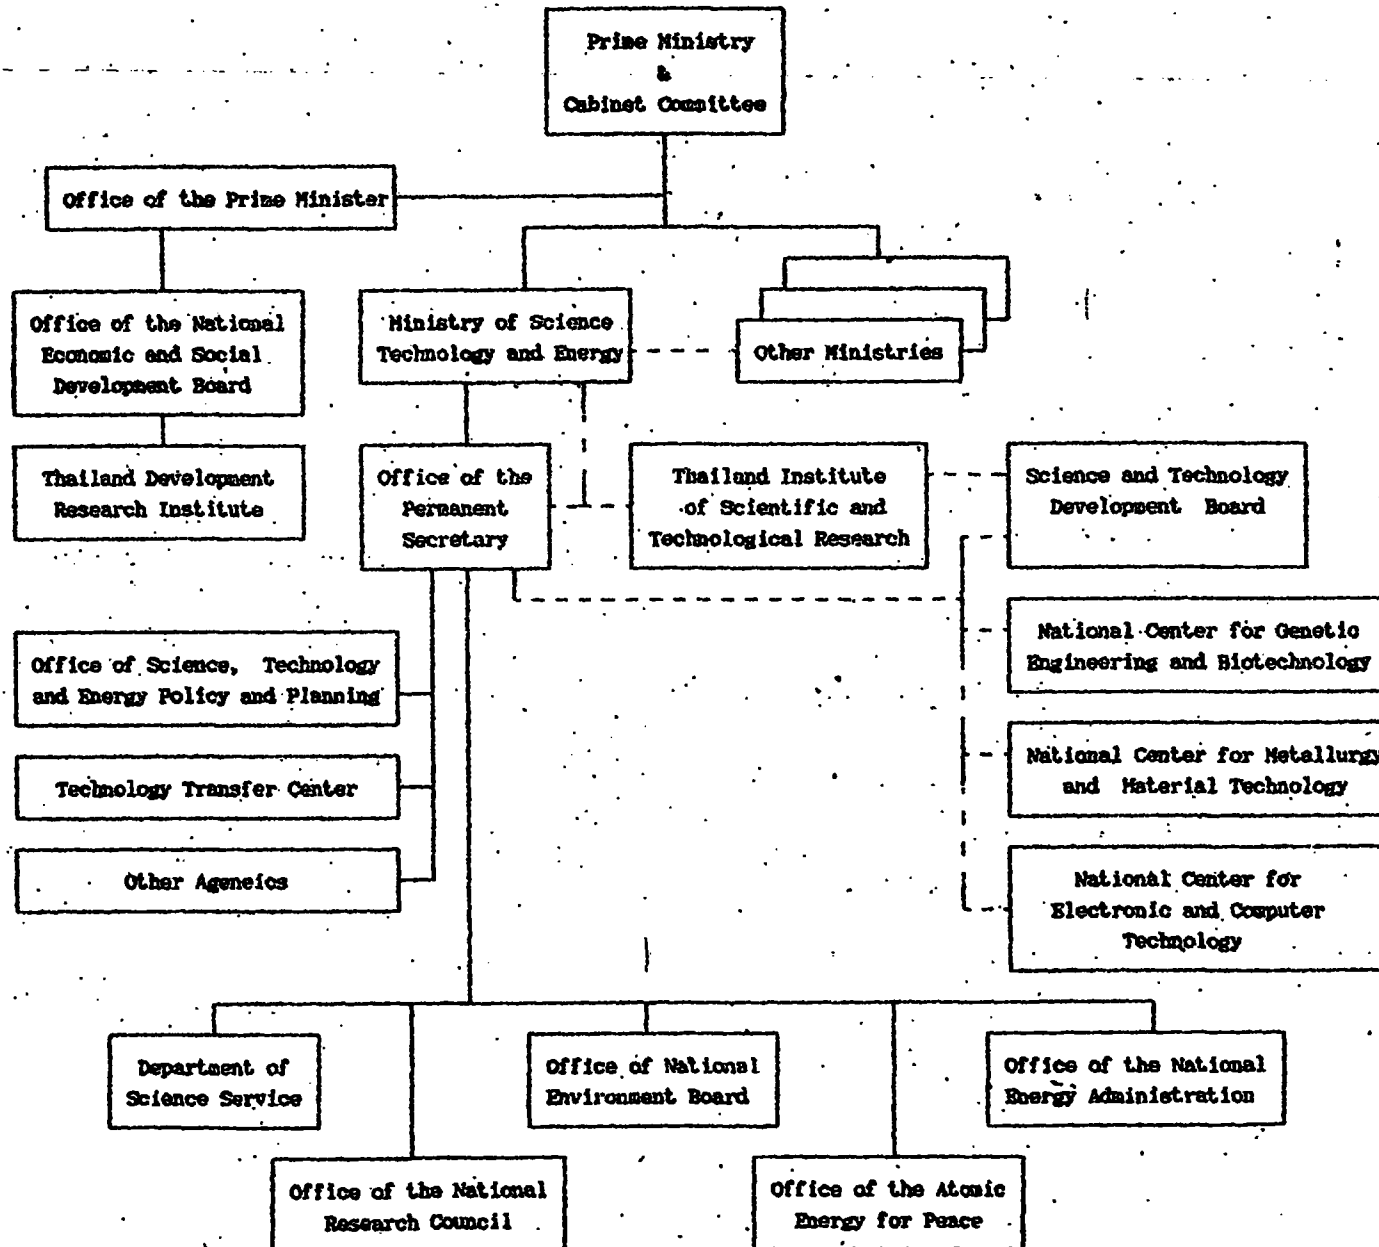 Prime Ministry
&
Cabinet Committee
Office of the Prime Minister
Office of the National
Economic and Social
Development Board
Ministry of Science
Technology and Energy
Other Ministries
Thailand Development
Research Institute
Office of the
Permanent
Secretary
Thailand Institute
of Scientific and
Technological Research
Science and Technology
Development Board
National Center for Genetic
Engineering and Biotechnology
Office of Science, Technology
and Energy Policy and Planning
National Center for Metallurgy
and Material Technology
Technology Transfer Center
Other Ageneics
National Center for
Electronic and Computer
Technology
Department of
Science Service
Office of National
Environment Board
Office of the National
Energy Administration
Office of the National
Research Council
Office of the Atomic
Energy for Peace